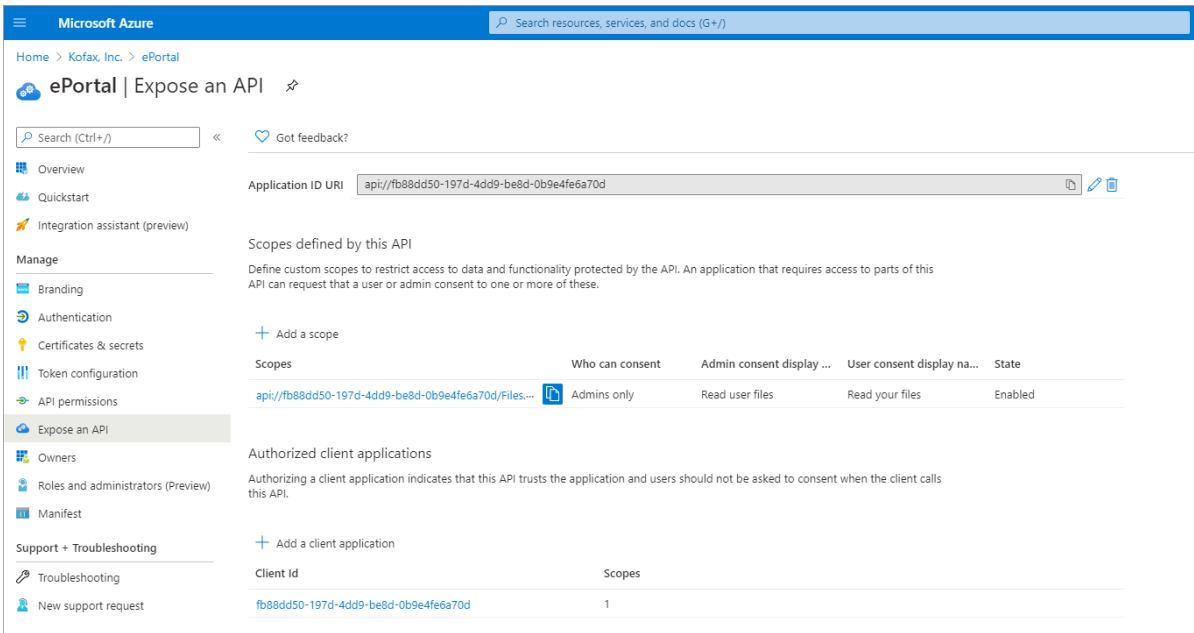 Microsoft Azure
Search resources, services, and docs (G+/)
Home > Kofax, Inc. > ePortal
ePortal | Expose an API
Search (Ctrl+/)
«
Overview
Quickstart
Integration assistant (preview)
Manage
Branding
Authentication
Certificates & secrets
Token configuration
API permissions
Expose an API
Owners
Roles and administrators (Preview)
Manifest
Support + Troubleshooting
Troubleshooting
New support request
Got feedback?
Application ID URI api://fb88dd50-197d-4dd9-be8d-0b9e4fe6a70d
Scopes defined by this API
Define custom scopes to restrict access to data and functionality protected by the API. An application that requires access to parts of this
API can request that a user or admin consent to one or more of these.
+ Add a scope
Scopes Who can consent Admin consent display ... User consent display na... State
api://fb88dd50-197d-4dd9-be8d-0b9e4fe6a70d/Files.... Admins only Read user files Read your files Enabled
Authorized client applications
Authorizing a client application indicates that this API trusts the application and users should not be asked to consent when the client calls
this API.
+ Add a client application
Client Id Scopes
fb88dd50-197d-4dd9-be8d-0b9e4fe6a70d 1